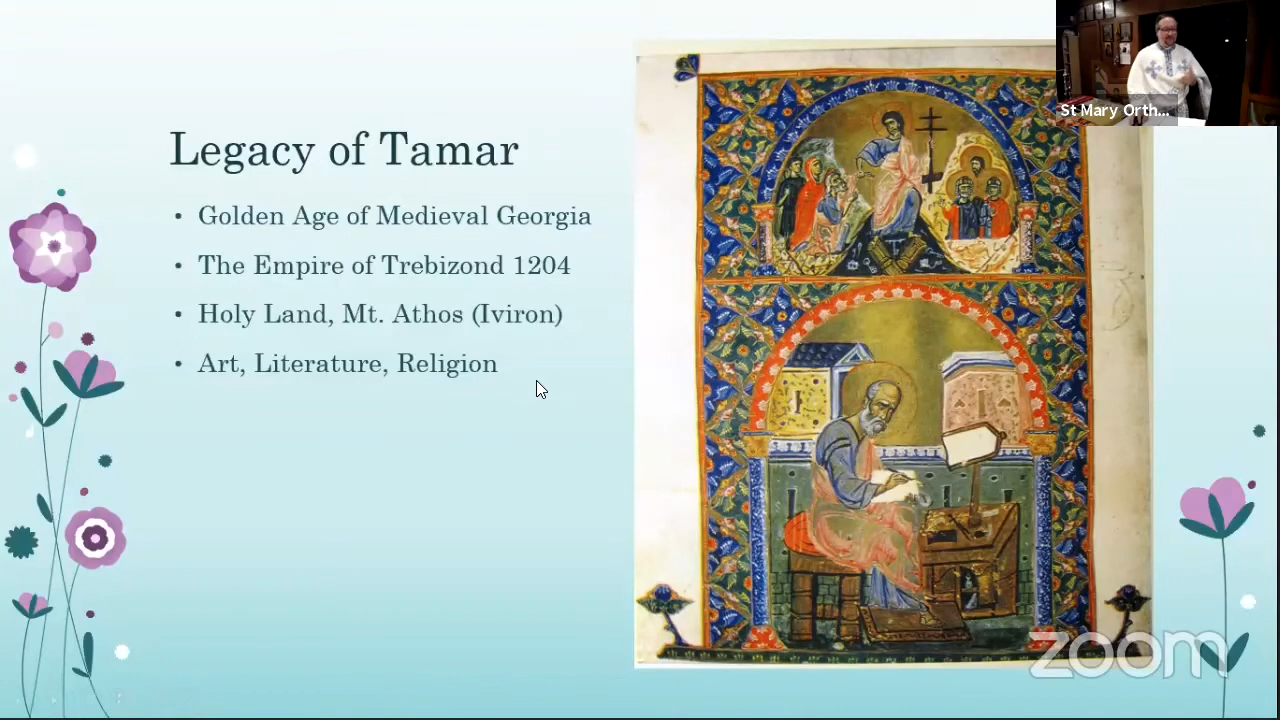 St Mary Orth...
Legacy of Tamar
• Golden Age of Medieval Georgia
• The Empire of Trebizond 1204
• Holy Land, Mt. Athos (Iviron)
• Art, Literature, Religion
zoom